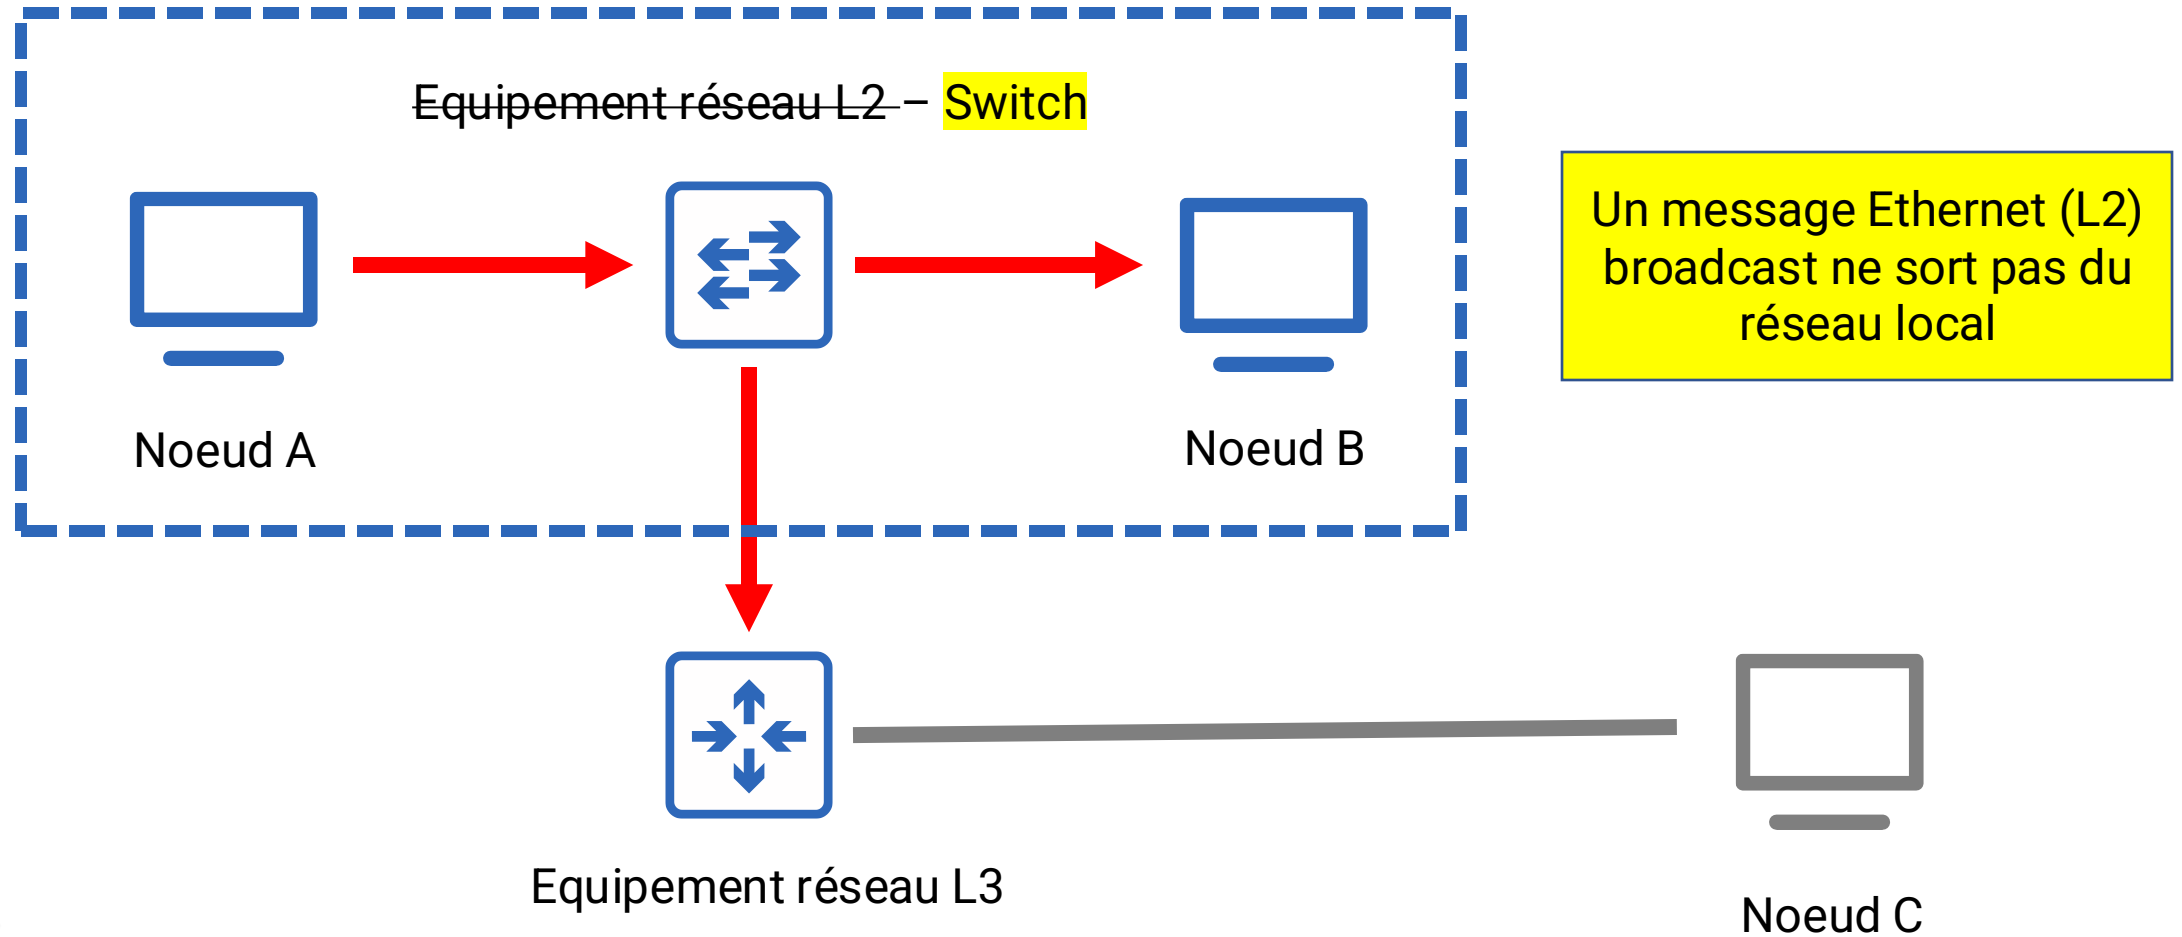 Equipement réseau L2 – Switch
Un message Ethernet (L2)
broadcast ne sort pas du
réseau local
Noeud A
Noeud B
Equipement réseau L3
Noeud C